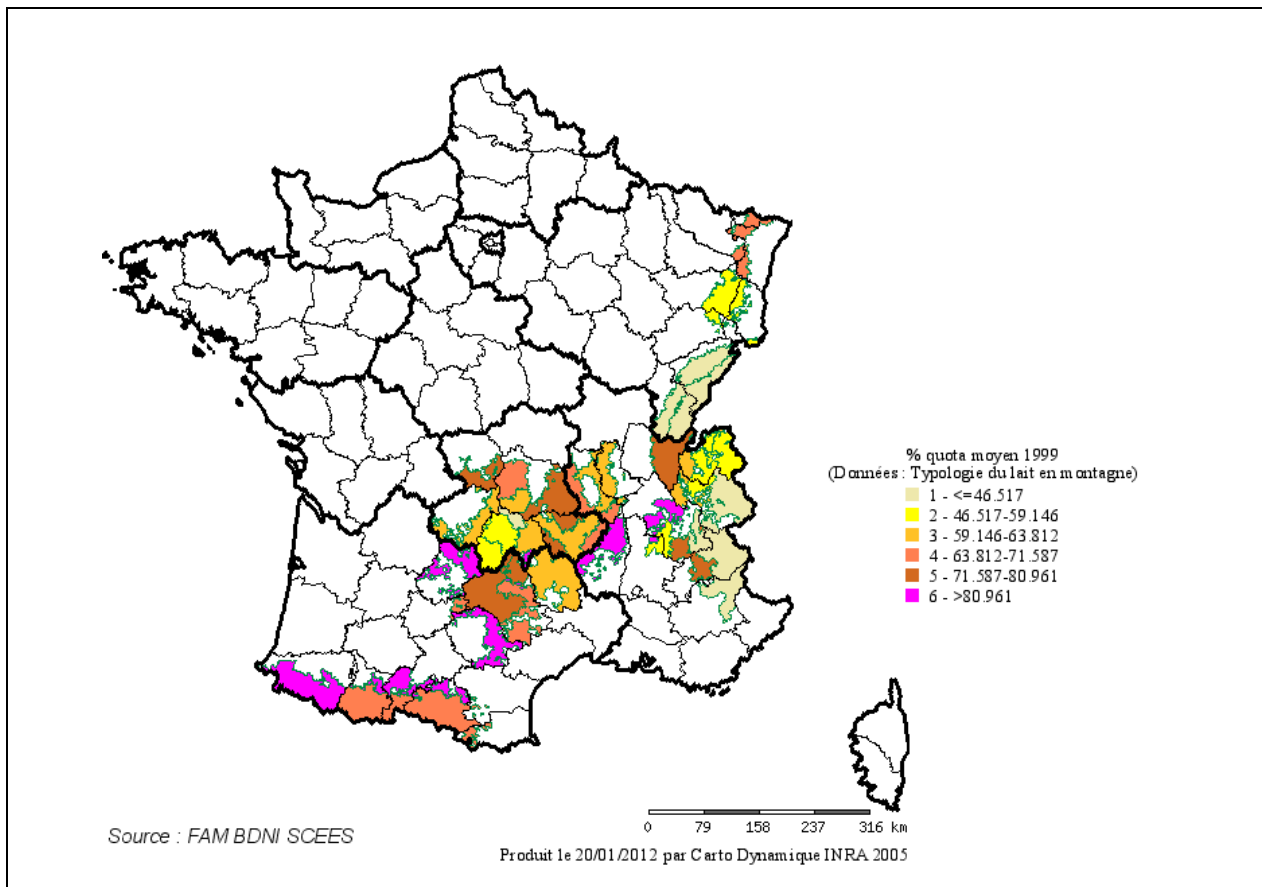 % quota moyen 1999
(Données : Typologie du lait en montagne)
1 - <=46.517
2 - 46.517-59.146
3 - 59.146-63.812
4 - 63.812-71.587
5 - 71.587-80.961
6 - >80.961
0 79 158 237 316 km
Source : FAM BDNI SCEES
Produit le 20/01/2012 par Carto Dynamique INRA 2005